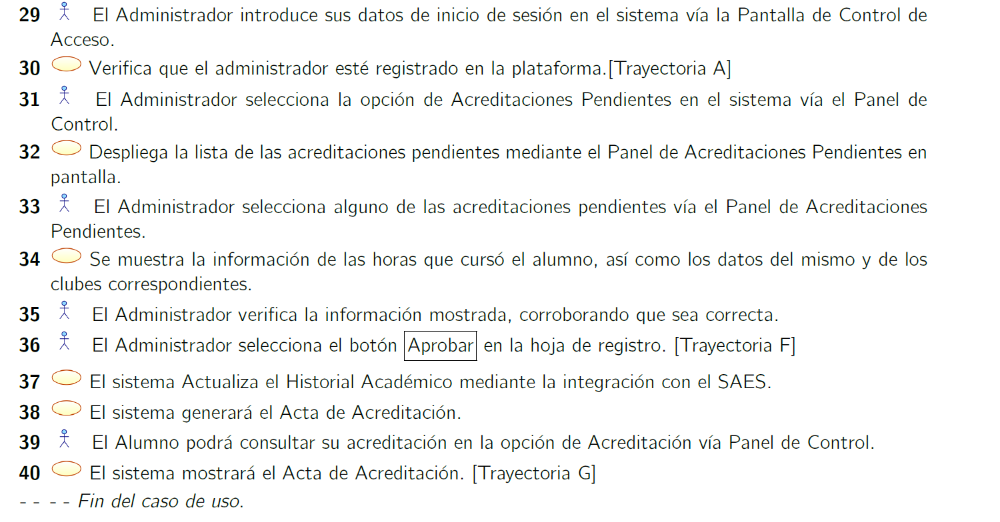 29 El Administrador introduce sus datos de inicio de sesión en el sistema vía la Pantalla de Control de
Acceso.
30 Verifica que el administrador esté registrado en la plataforma.[Trayectoria A]
31 El Administrador selecciona la opción de Acreditaciones Pendientes en el sistema vía el Panel de
Control.
32 Despliega la lista de las acreditaciones pendientes mediante el Panel de Acreditaciones Pendientes en
pantalla.
33 El Administrador selecciona alguno de las acreditaciones pendientes vía el Panel de Acreditaciones
Pendientes.
34 Se muestra la información de las horas que cursó el alumno, así como los datos del mismo y de los
clubes correspondientes.
35 El Administrador verifica la información mostrada, corroborando que sea correcta.
36 El Administrador selecciona el botón Aprobar en la hoja de registro. [Trayectoria F]
37 El sistema Actualiza el Historial Académico mediante la integración con el SAES.
38 El sistema generará el Acta de Acreditación.
39 El Alumno podrá consultar su acreditación en la opción de Acreditación vía Panel de Control.
40 El sistema mostrará el Acta de Acreditación. [Trayectoria G]
- - - - Fin del caso de uso.